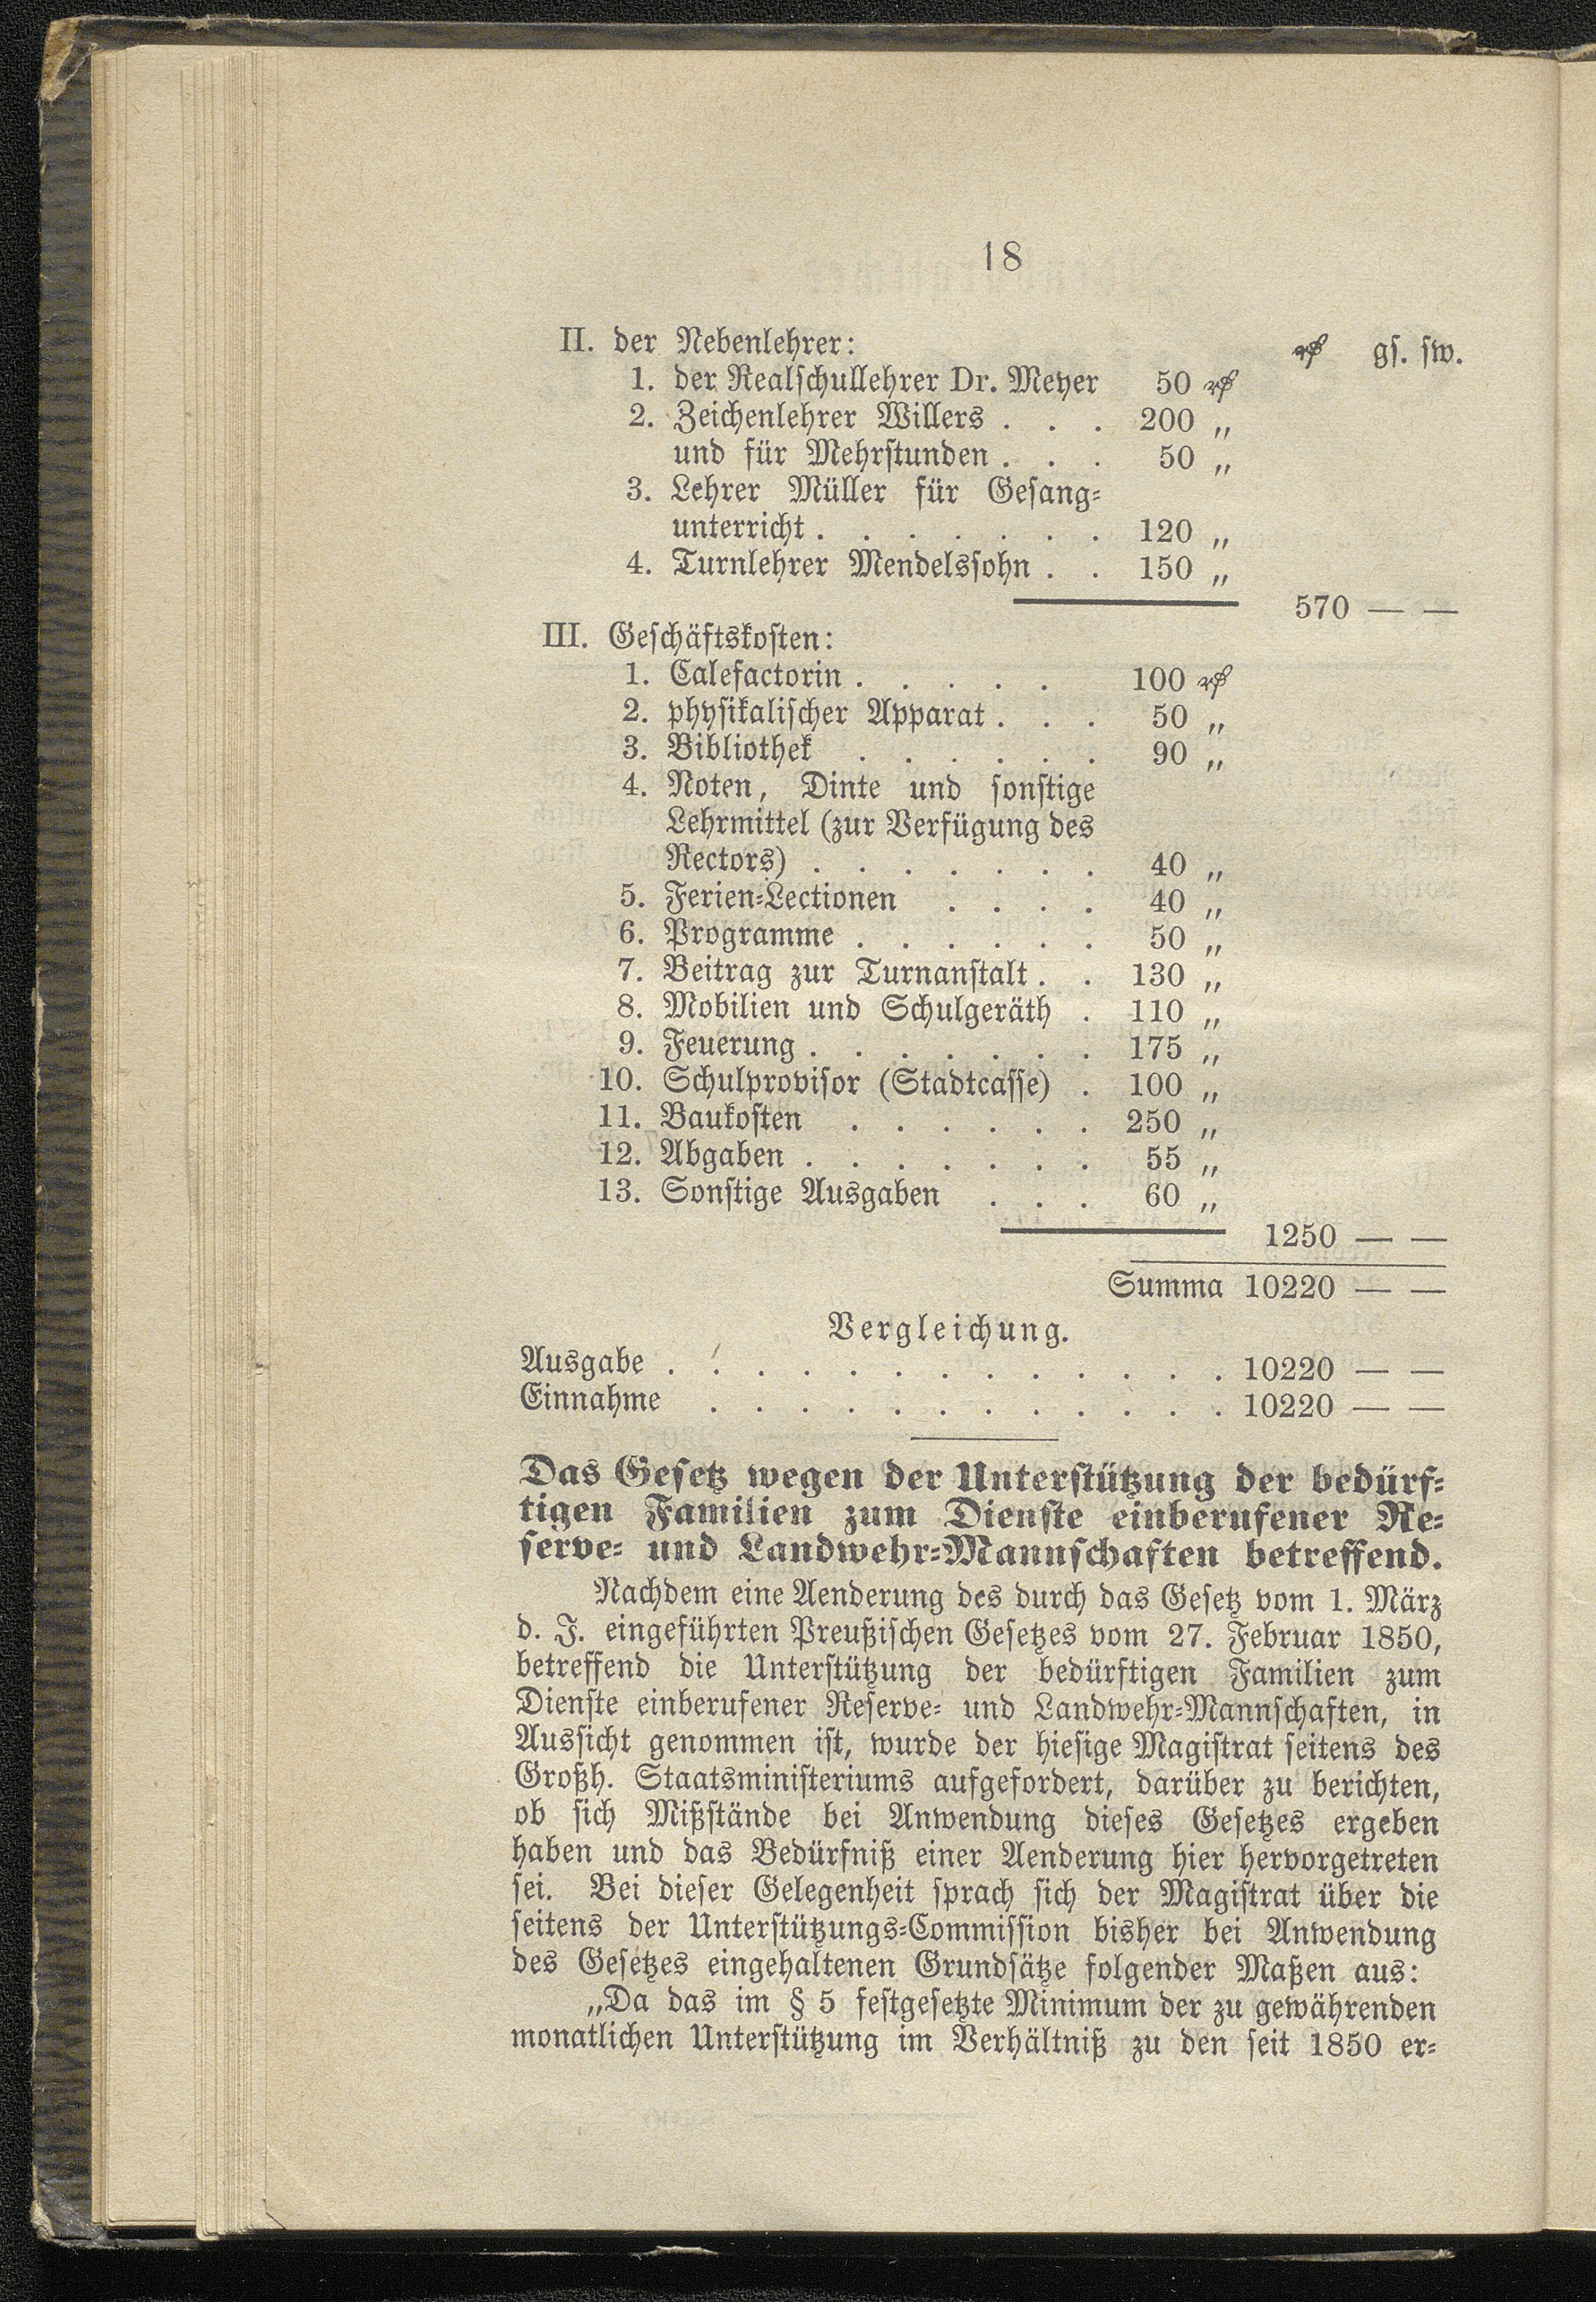 18
II. der Nebenlehrer: ₰ gs. sw.
1. der Realschullehrer Dr. Meyer 50 ₰
2. Zeichenlehrer Willers . . . 200 „
und für Mehrstunden . . . 50 „
3. Lehrer Müller für Gesang=
unterricht . . . . . . . 120 „
4. Turnlehrer Mendelssohn . . 150 „
570 — —
III. Geschäftskosten:
1. Calefactorin . . . . . 100 ₰
2. physikalischer Apparat . . . 50 „
3. Bibliothek . . . . . . 90 „
4. Noten, Dinte und sonstige
Lehrmittel (zur Verfügung des
Rectors) . . . . . . . 40 „
5. Ferien=Lectionen . . . . 40 „
6. Programme . . . . . . 50 „
7. Beitrag zur Turnanstalt . . 130 „
8. Mobilien und Schulgeräth . 110 „
9. Feuerung . . . . . . . 175 „
10. Schulprovisor (Stadtcasse) . 100 „
11. Baukosten . . . . . . 250 „
12. Abgaben . . . . . . . 55 „
13. Sonstige Ausgaben . . . 60 „
1250 — —
Summa 10220 — —
Vergleichung.
Ausgabe . . . . . . . . . . . . . 10220 — —
Einnahme . . . . . . . . . . . . 10220 — —
Das Gesetz wegen der Unterstützung der bedürf=
tigen Familien zum Dienste einberufener Re=
serve= und Landwehr=Mannschaften betreffend.
Nachdem eine Aenderung des durch das Gesetz vom 1. März
d. J. eingeführten Preußischen Gesetzes vom 27. Februar 1850,
betreffend die Unterstützung der bedürftigen Familien zum
Dienste einberufener Reserve= und Landwehr=Mannschaften, in
Aussicht genommen ist, wurde der hiesige Magistrat seitens des
Großh. Staatsministeriums aufgefordert, darüber zu berichten,
ob sich Mißstände bei Anwendung dieses Gesetzes ergeben
haben und das Bedürfniß einer Aenderung hier hervorgetreten
sei. Bei dieser Gelegenheit sprach sich der Magistrat über die
seitens der Unterstützungs=Commission bisher bei Anwendung
des Gesetzes eingehaltenen Grundsätze folgender Maßen aus:
„Da das im § 5 festgesetzte Minimum der zu gewährenden
monatlichen Unterstützung im Verhältniß zu den seit 1850 er=